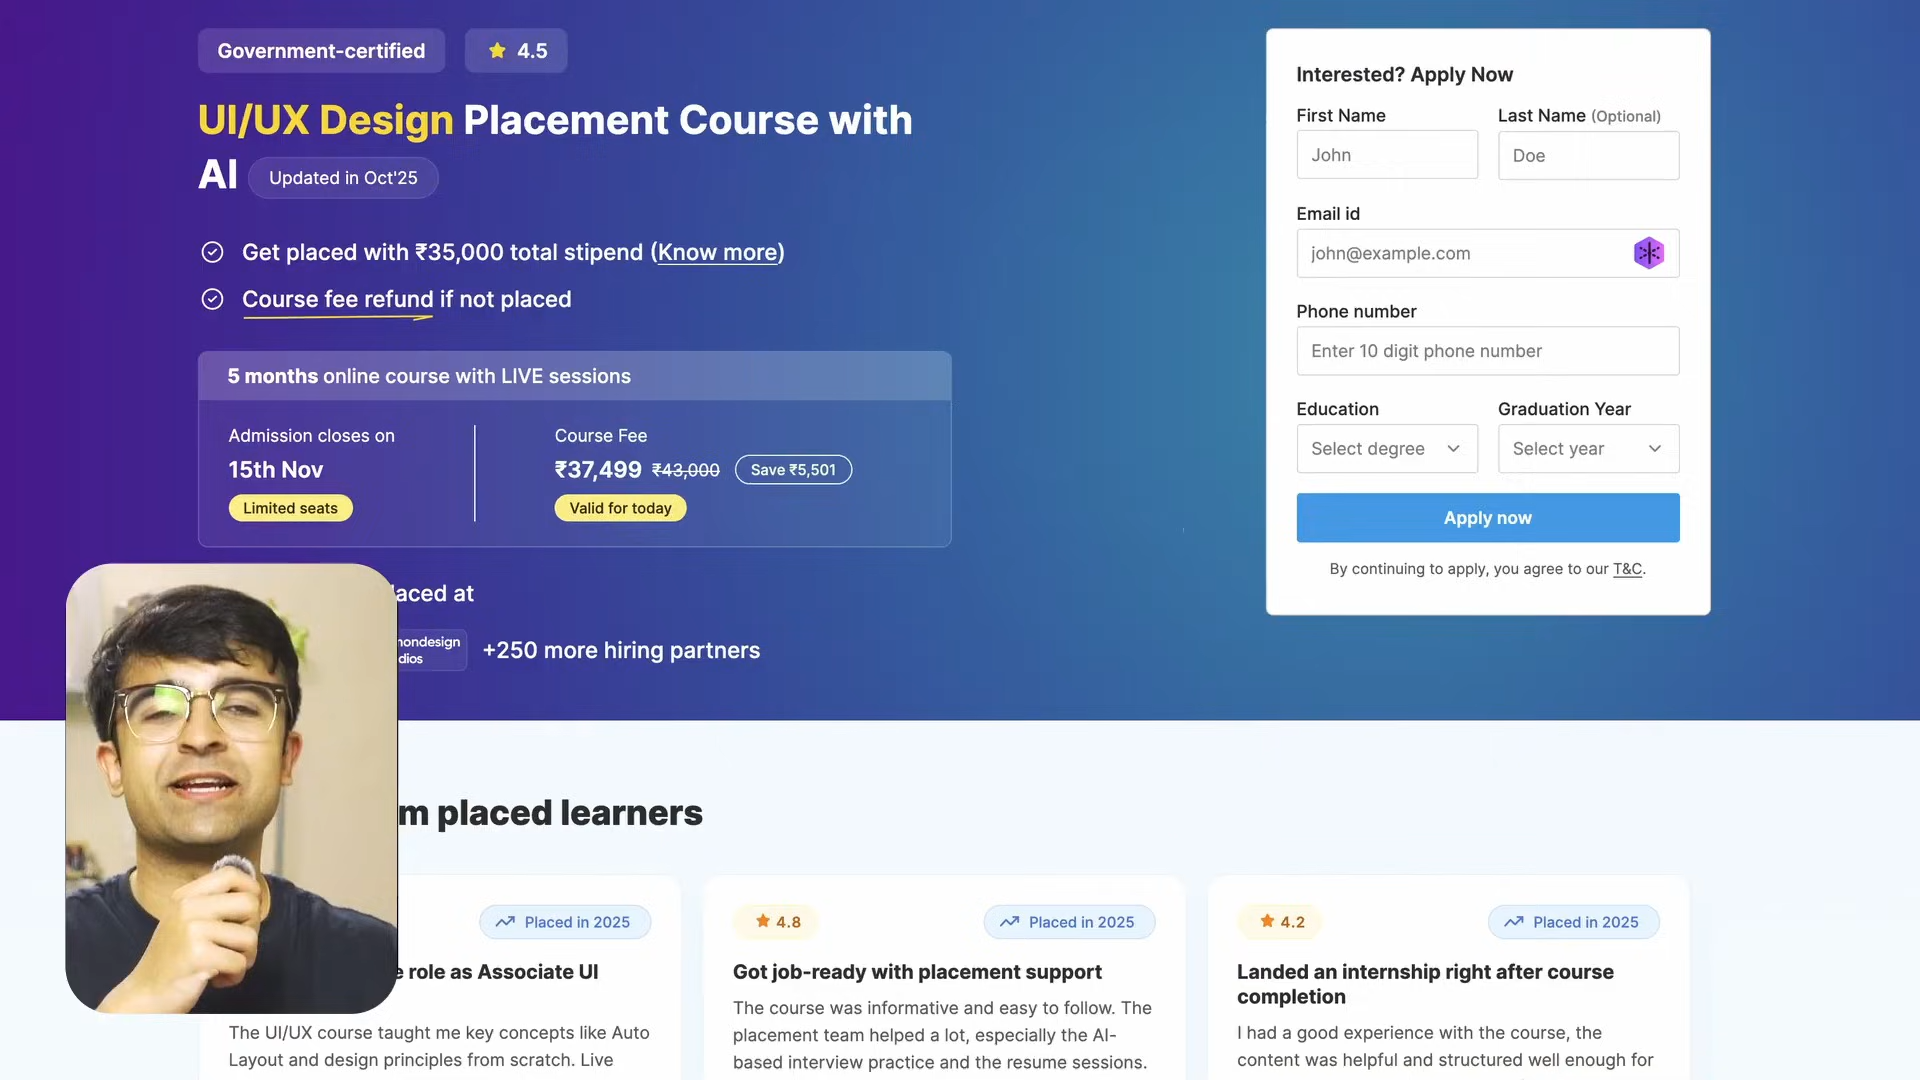 Government-certified
4.5
UI/UX Design Placement Course with
AI Updated in Oct'25
Get placed with ₹35,000 total stipend (Know more)
Course fee refund if not placed
5 months online course with LIVE sessions
Admission closes on
15th Nov
Limited seats
Course Fee
₹37,499 ₹43,000 Save ₹5,501
Valid for today
laced at
+250 more hiring partners
Interested? Apply Now
First Name
Last Name (Optional)
John
Doe
Email id
john@example.com
Phone number
Enter 10 digit phone number
Education
Graduation Year
Select degree
Select year
Apply now
By continuing to apply, you agree to our T&C.
m placed learners
Placed in 2025
e role as Associate UI
The UI/UX course taught me key concepts like Auto
Layout and design principles from scratch. Live
4.8
Placed in 2025
Got job-ready with placement support
The course was informative and easy to follow. The
placement team helped a lot, especially the AI-
based interview practice and the resume sessions.
4.2
Placed in 2025
Landed an internship right after course
completion
I had a good experience with the course, the
content was helpful and structured well enough for